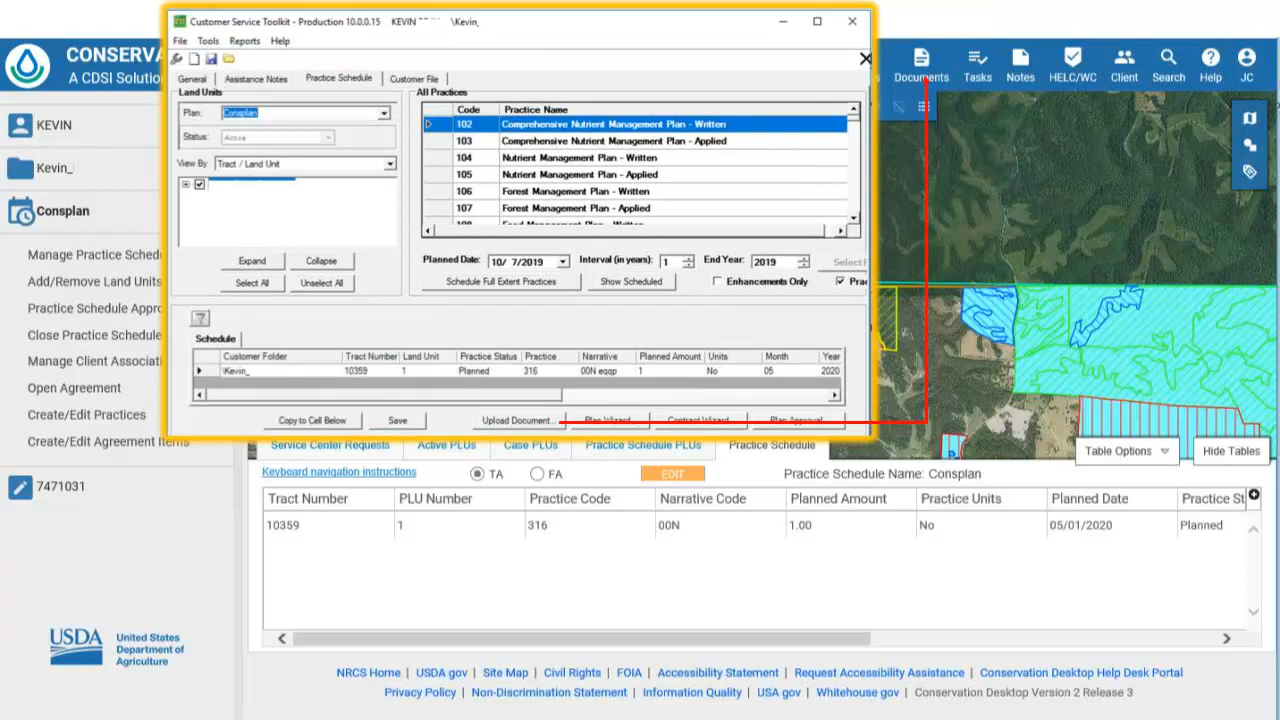 Customer Service Toolkit - Production 10.0.0.15 KEVIN \Kevin_
File Tools Reports Help
General Assistance Notes Practice Schedule Customer File
Land Units
Plan: Consplan
Status: Active
View By Tract / Land Unit
Expand Collapse
Select All Unselect All
All Practices
Code Practice Name
102 Comprehensive Nutrient Management Plan - Written
103 Comprehensive Nutrient Management Plan - Applied
104 Nutrient Management Plan - Written
105 Nutrient Management Plan - Applied
106 Forest Management Plan - Written
107 Forest Management Plan - Applied
Planned Date: 10/ 7/2019 Interval (in years): 1 End Year: 2019 Select
Schedule Full Extent Practices Show Scheduled Enhancements Only
Schedule
Customer Folder Tract Number Land Unit Practice Status Practice Narrative Planned Amount Units Month Year
\Kevin_ 10359 1 Planned 316 00N eqqp 1 No 05 2020
Copy to Cell Below Save Upload Document... Plan Wizard Contract Wizard Plan Approval
CONSERVA
A CDSI Solutio
Documents Tasks Notes HELC/WC Client Search Help JC
KEVIN
Kevin_
Consplan
Manage Practice Sched
Add/Remove Land Units
Practice Schedule Appro
Close Practice Schedule
Manage Client Associati
Open Agreement
Create/Edit Practices
Create/Edit Agreement Items
7471031
USDA United States
Department of
Agriculture
Service Center Requests Active PLUs Case PLUs Practice Schedule PLUs Practice Schedule
Table Options Hide Tables
Keyboard navigation instructions TA FA EDIT Practice Schedule Name: Consplan
Tract Number PLU Number Practice Code Narrative Code Planned Amount Practice Units Planned Date Practice St
10359 1 316 00N 1.00 No 05/01/2020 Planned
NRCS Home | USDA gov | Site Map | Civil Rights | FOIA | Accessibility Statement | Request Accessibility Assistance | Conservation Desktop Help Desk Portal
Privacy Policy | Non-Discrimination Statement | Information Quality | USA gov | Whitehouse gov | Conservation Desktop Version 2 Release 3